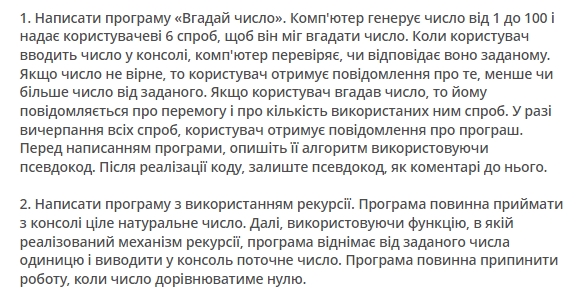 1. Написати програму «Вгадай число». Комп'ютер генерує число від 1 до 100 і
надає користувачеві 6 спроб, щоб він міг вгадати число. Коли користувач
вводить число у консолі, комп'ютер перевіряє, чи відповідає воно заданому.
Якщо число не вірне, то користувач отримує повідомлення про те, менше чи
більше число від заданого. Якщо користувач вгадав число, то йому
повідомляється про перемогу і про кількість використаних ним спроб. У разі
вичерпання всіх спроб, користувач отримує повідомлення про програш.
Перед написанням програми, опишіть її алгоритм використовуючи
псевдокод. Після реалізації коду, залиште псевдокод, як коментарі до нього.
2. Написати програму з використанням рекурсії. Програма повинна приймати
з консолі ціле натуральне число. Далі, використовуючи функцію, в якій
реалізований механізм рекурсії, програма віднімає від заданого числа
одиницю і виводити у консоль поточне число. Програма повинна припинити
роботу, коли число дорівнюватиме нулю.